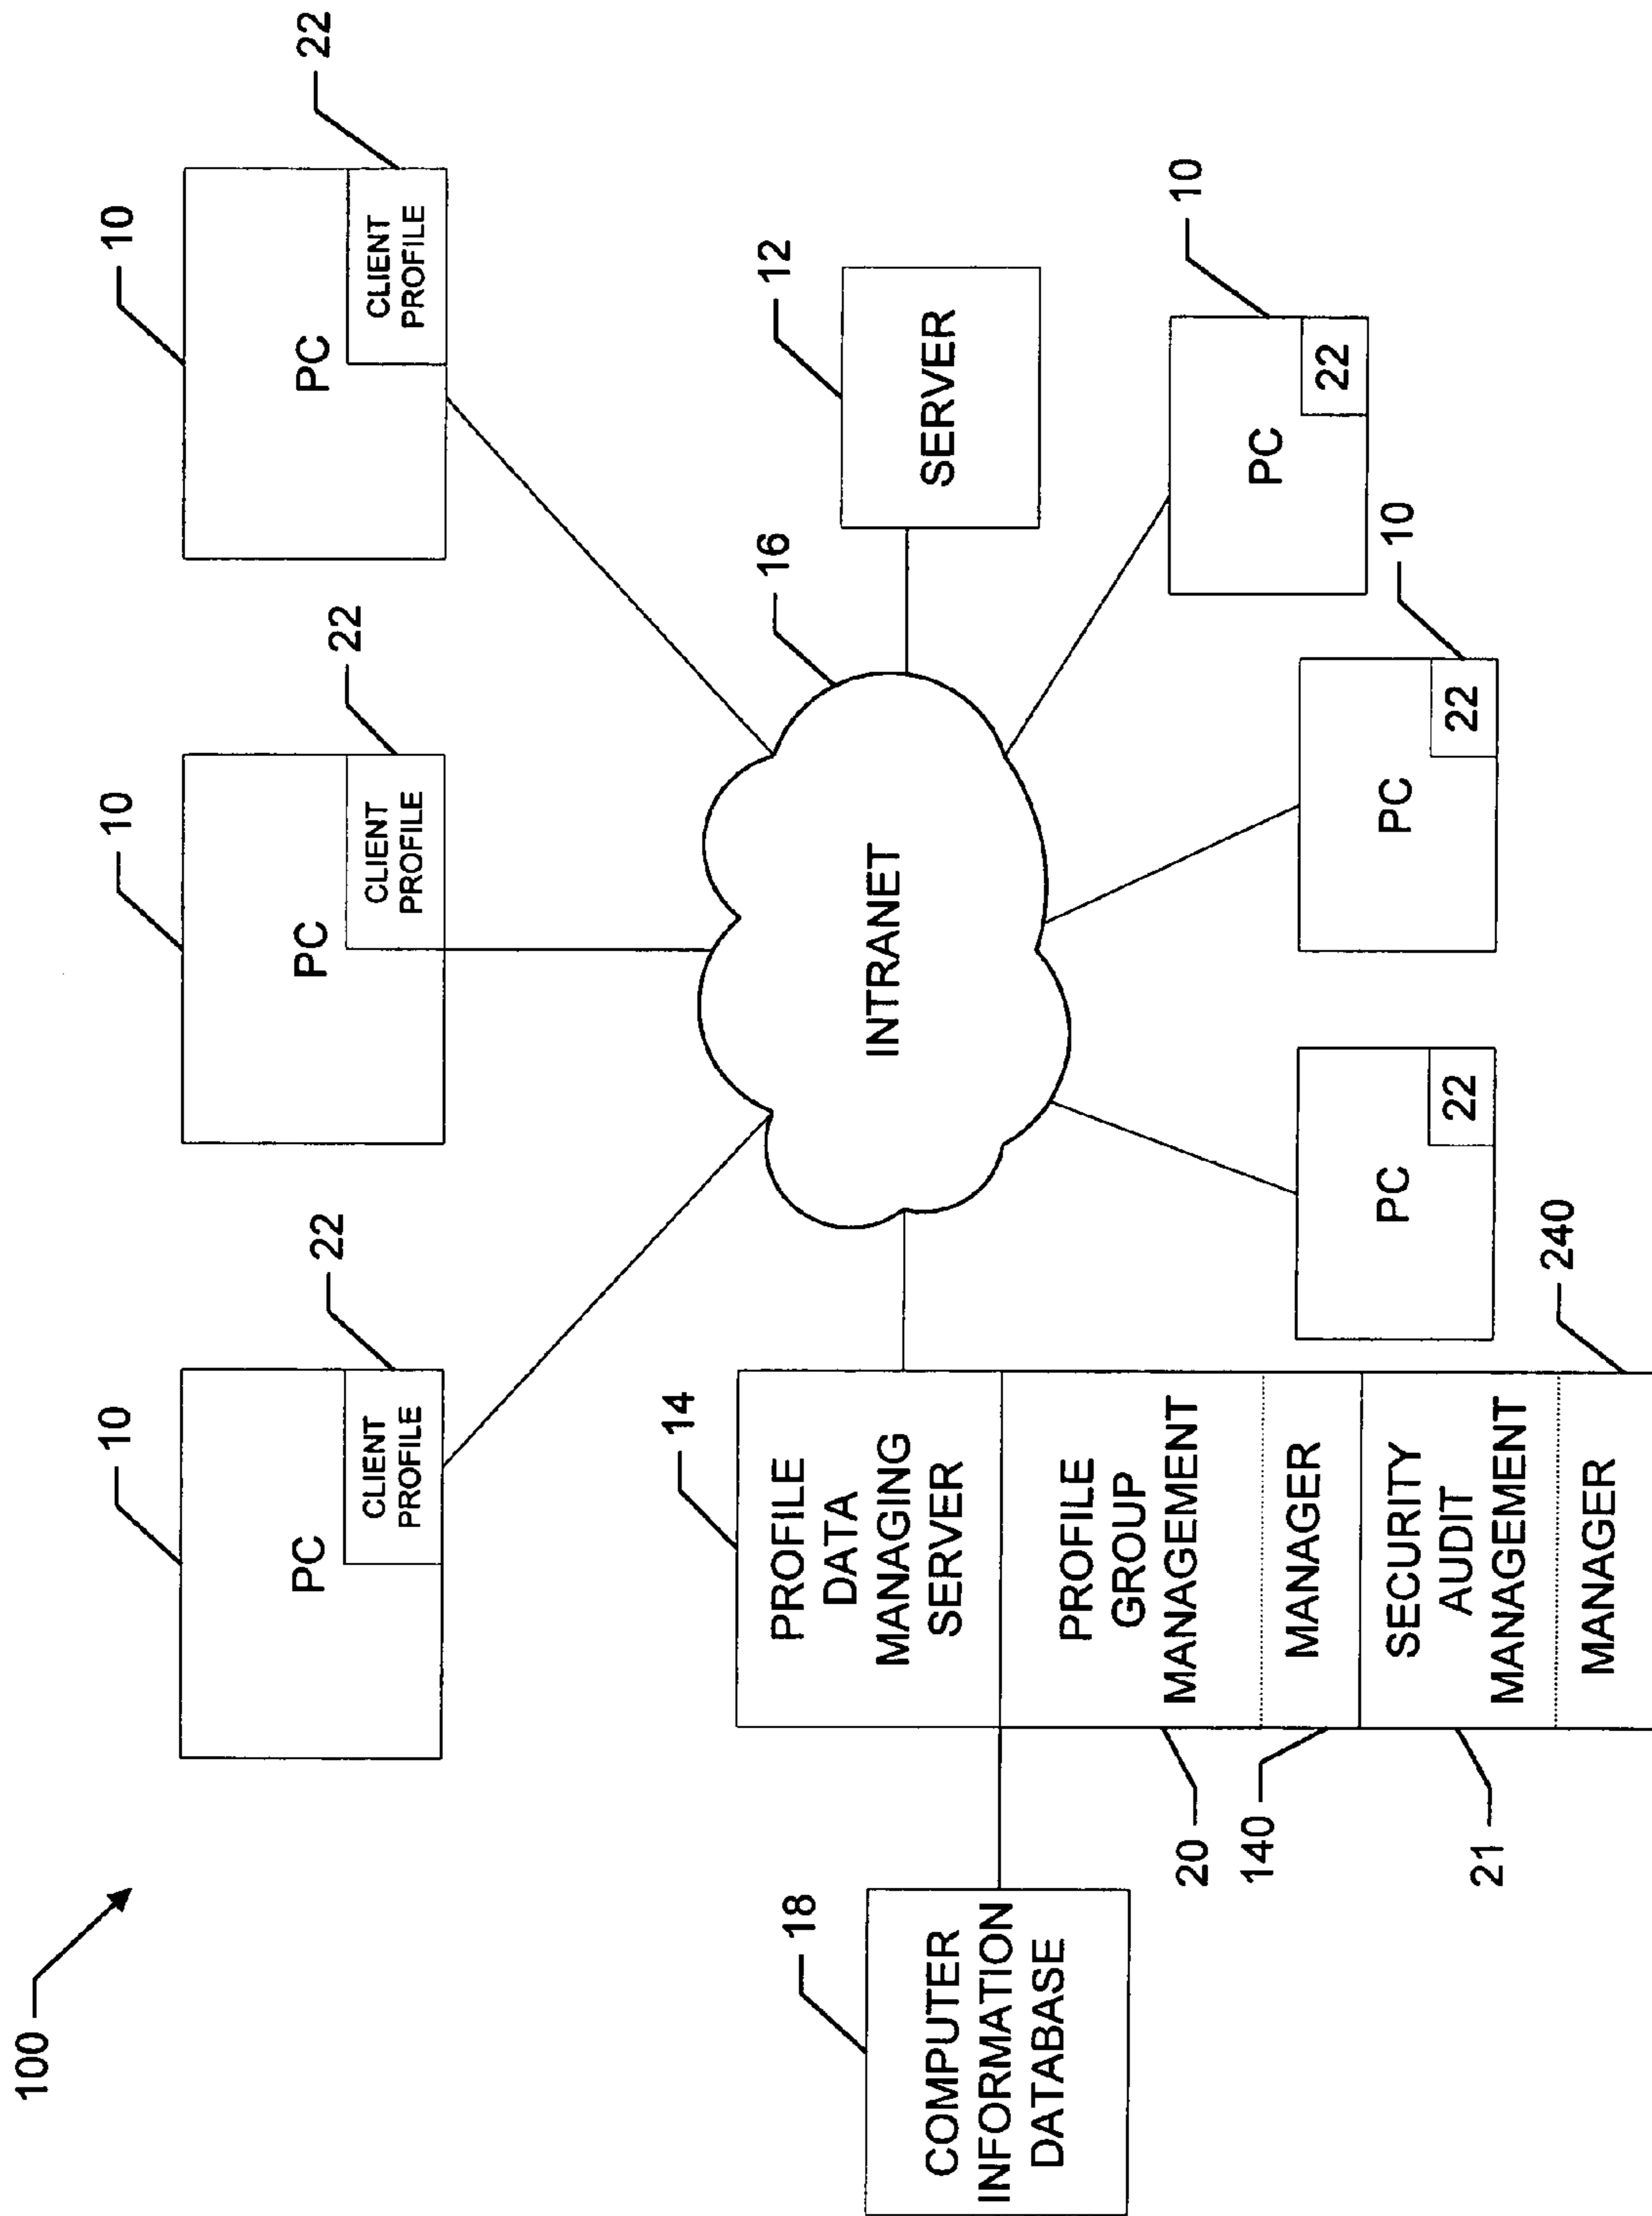 100
10
10
10
PC
CLIENT
PROFILE
22
PC
CLIENT
PROFILE
22
PC
CLIENT
PROFILE
22
14
PROFILE
DATA
MANAGING
SERVER
16
INTRANET
12
SERVER
18
COMPUTER
INFORMATION
DATABASE
PROFILE
GROUP
MANAGEMENT
20
MANAGER
140
SECURITY
AUDIT
MANAGEMENT
21
MANAGER
240
PC
22
PC
22
10
PC
22
10